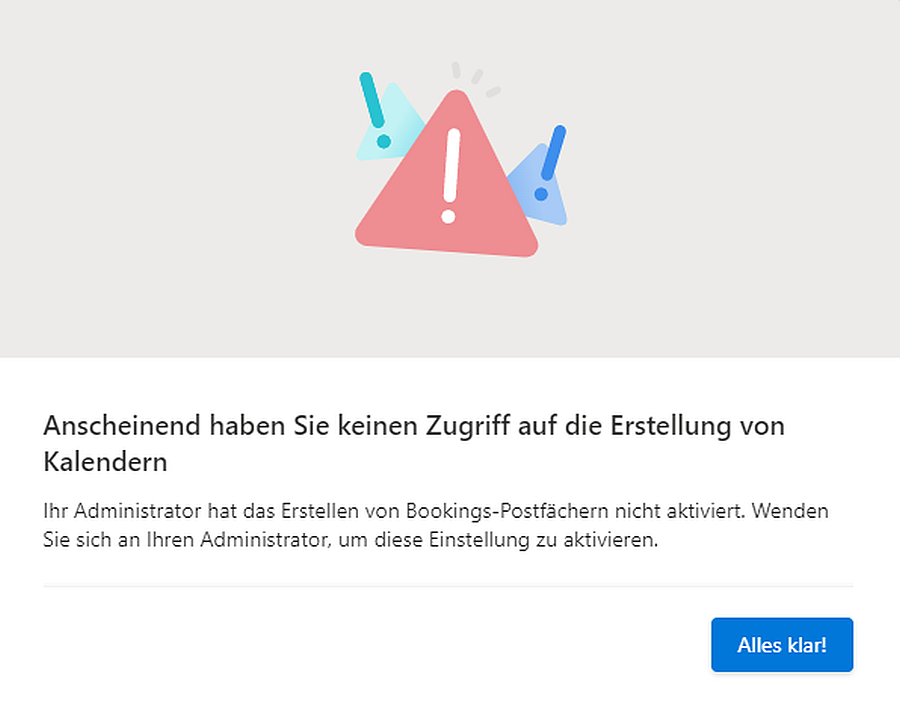 Anscheinend haben Sie keinen Zugriff auf die Erstellung von
Kalendern
Ihr Administrator hat das Erstellen von Bookings-Postfächern nicht aktiviert. Wenden
Sie sich an Ihren Administrator, um diese Einstellung zu aktivieren.
Alles klar!